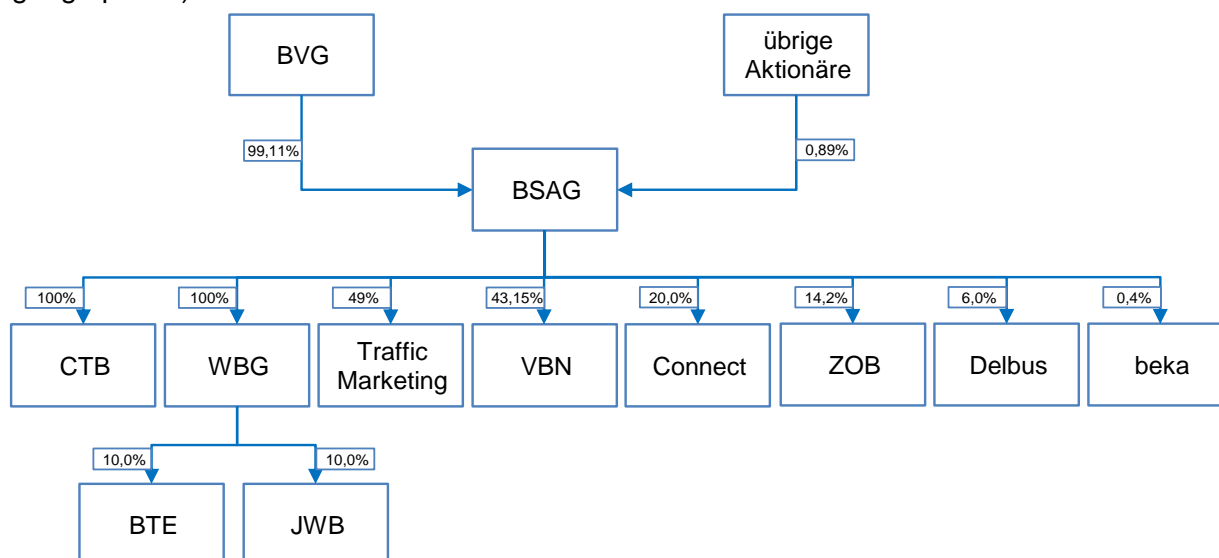 BVG
übrige
Aktionäre
99,11%
0,89%
BSAG
100%
100%
49%
43,15%
20,0%
14,2%
6,0%
0,4%
CTB
WBG
Traffic
Marketing
VBN
Connect
ZOB
Delbus
beka
10,0%
10,0%
BTE
JWB